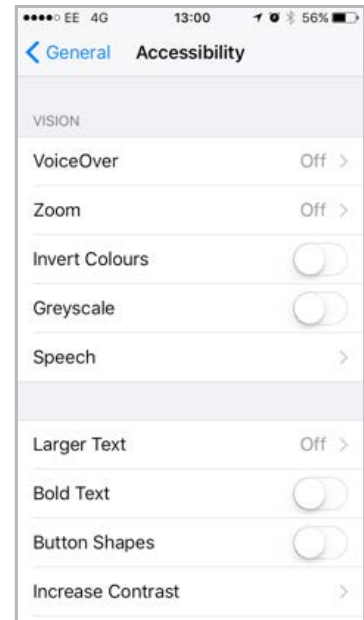 EE 4G 13:00 56%
General Accessibility
VISION
VoiceOver Off
Zoom Off
Invert Colours
Greyscale
Speech
Larger Text Off
Bold Text
Button Shapes
Increase Contrast